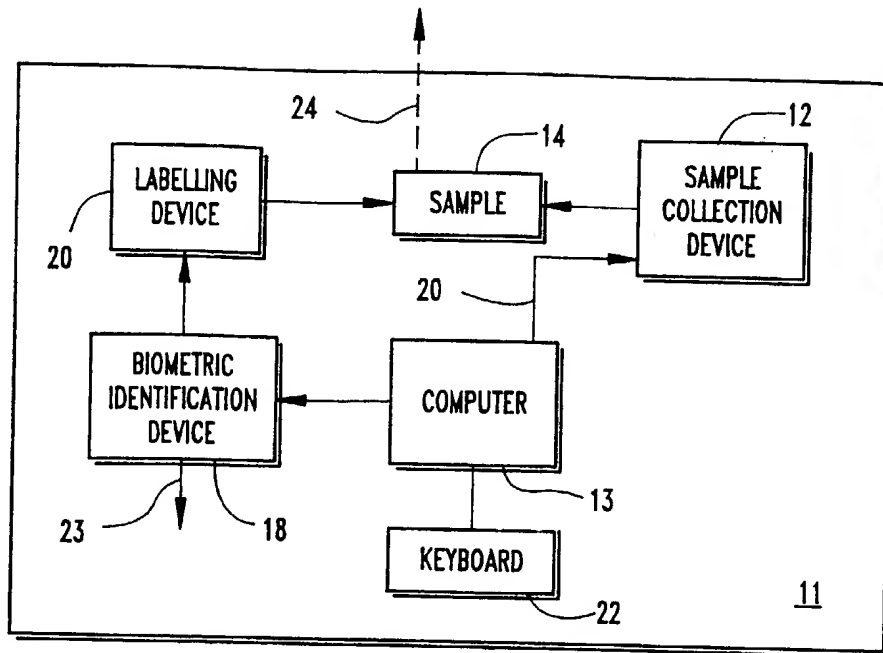 24
14
12
LABELLING
DEVICE
SAMPLE
SAMPLE
COLLECTION
DEVICE
20
20
BIOMETRIC
IDENTIFICATION
DEVICE
COMPUTER
23
18
13
KEYBOARD
22
11